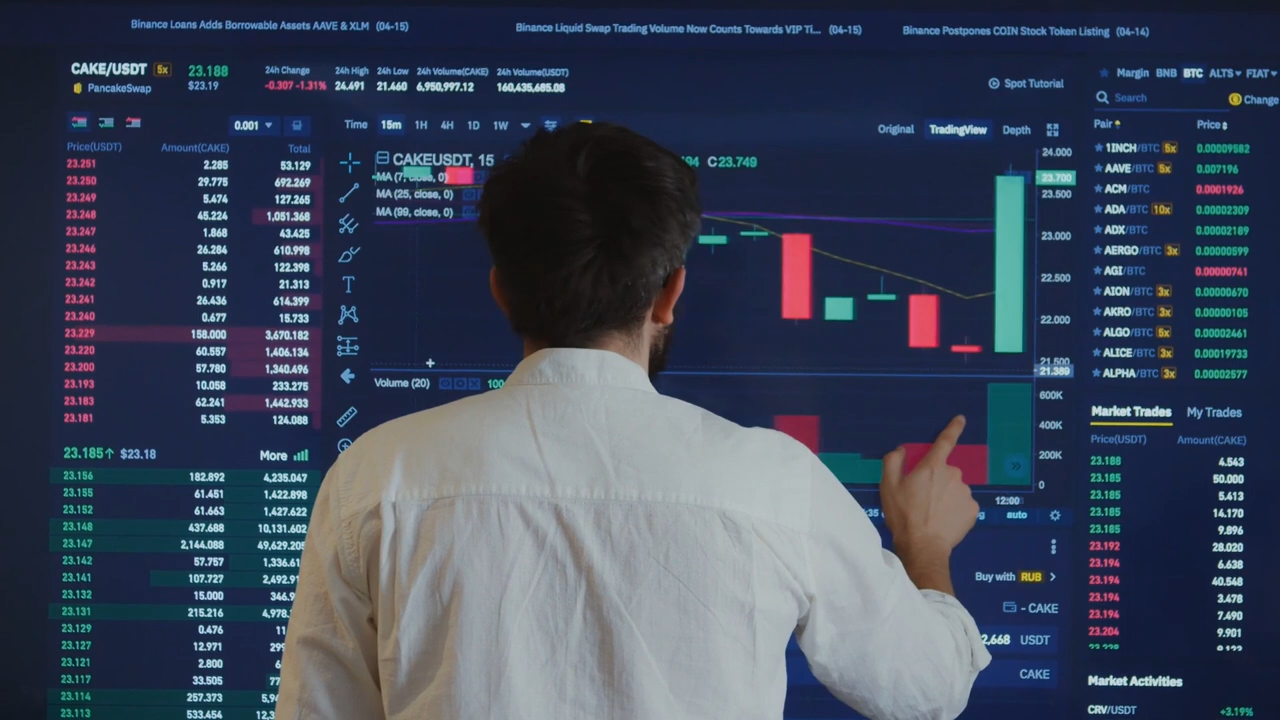 Binance Loans Adds Borrowable Assets AAVE & XLM (04-15)
Binance Liquid Swap Trading Volume Now Counts Towards VIP Ti... (04-15)
Binance Postpones COIN Stock Token Listing (04-14)
CAKE/USDT 5x 23.188
PancakeSwap $23.19
24h Change 24h High 24h Low 24h Volume(CAKE) 24h Volume(USDT)
-0.307 -1.31% 24.491 21.460 6,950,997.12 160,435,685.08
Spot Tutorial
0.001
Price(USDT) Amount(CAKE) Total
23.251 2.285 53.129
23.250 29.775 692.269
23.249 5.474 127.265
23.248 45.224 1,051.368
23.247 1.868 43.425
23.246 26.284 610.998
23.243 5.266 122.398
23.242 0.917 21.313
23.241 26.436 614.399
23.240 0.677 15.733
23.229 158.000 3,670.182
23.220 60.557 1,406.134
23.200 57.780 1,340.496
23.193 10.058 233.275
23.183 62.241 1,442.933
23.181 5.353 124.088
23.185↑ $23.18 More
23.156 182.892 4,235.047
23.155 61.451 1,422.898
23.152 61.663 1,427.622
23.148 437.688 10,131.602
23.147 2,144.088 49,629.205
23.142 57.757 1,336.61
23.141 107.727 2,492.91
23.132 15.000 346.9
23.131 215.216 4,978.
23.129 0.476 11
23.127 12.971 299
23.121 2.800 6
23.117 33.505 77
23.114 257.373 5,94
23.113 533.454 12,3
Time 15m 1H 4H 1D 1W
Original TradingView Depth
CAKEUSDT, 15 94 C23.749
MA (7, close, 0)
MA (25, close, 0)
MA (99, close, 0)
24.000
23.700
23.500
23.000
22.500
22.000
21.500
21.389
Volume (20) 100
600K
400K
200K
0
12:00
:35 g auto
Buy with RUB
- CAKE
2,668 USDT
CAKE
Margin BNB BTC ALTS FIAT
Search Change
Pair Price
1INCH/BTC 5x 0.00009582
AAVE/BTC 5x 0.007196
ACM/BTC 0.0001926
ADA/BTC 10x 0.00002309
ADX/BTC 0.00002189
AERGO/BTC 3x 0.00000599
AGI/BTC 0.00000741
AION/BTC 3x 0.00000670
AKRO/BTC 3x 0.00000105
ALGO/BTC 5x 0.00002461
ALICE/BTC 3x 0.00019733
ALPHA/BTC 3x 0.00002577
Market Trades My Trades
Price(USDT) Amount(CAKE)
23.188 4.543
23.185 50.000
23.185 5.413
23.185 14.170
23.185 9.896
23.192 28.020
23.194 6.638
23.194 40.548
23.194 3.478
23.194 7.490
23.204 9.901
Market Activities
CRV/USDT +3.19%